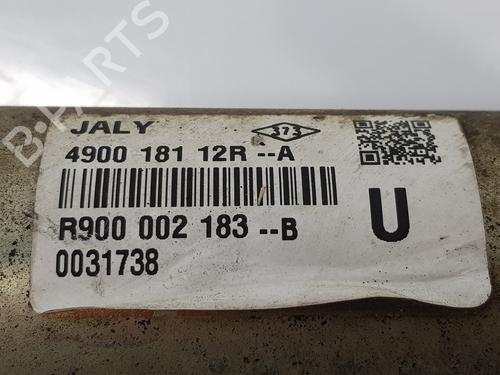 JALY 373
4900 181 12R --A
R900 002 183 --B
U
0031738
B-PARTS